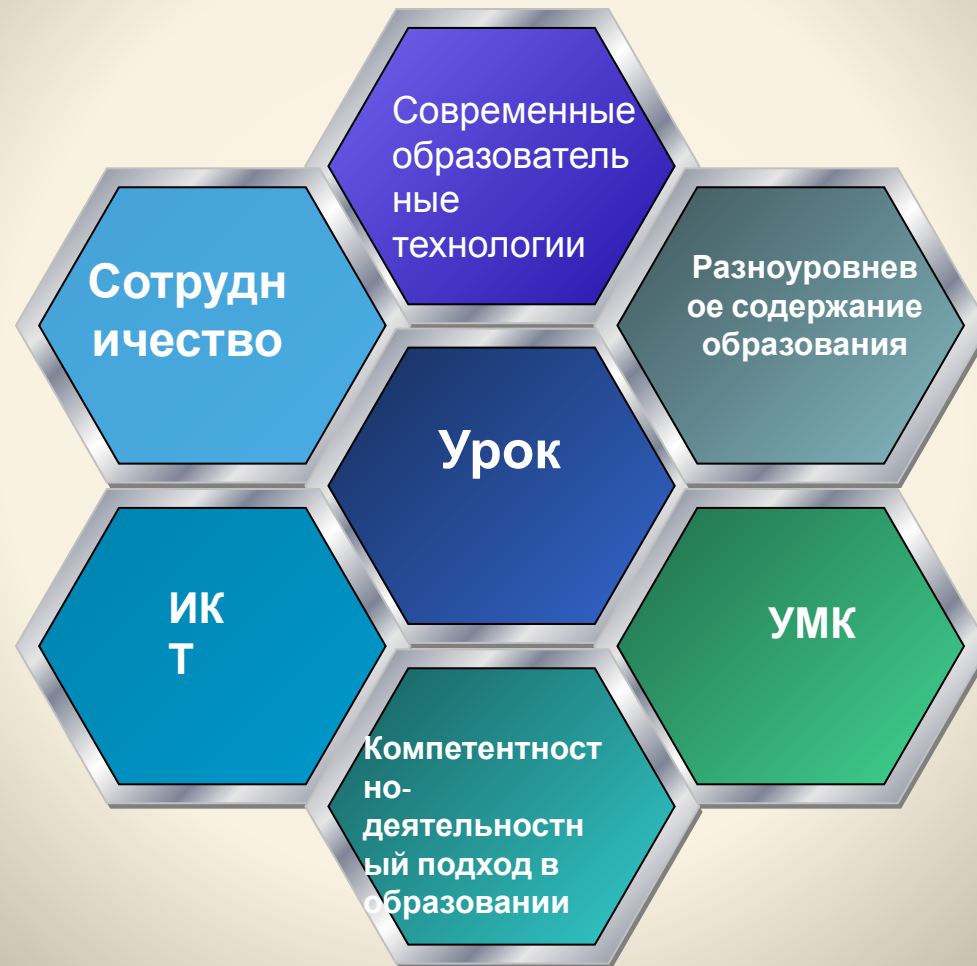 Современные
образователь
ные
технологии
Сотрудн
ичество
Разноуровнев
ое содержание
образования
Урок
ИК
Т
УМК
Компетентност
но-
деятельностн
ый подход в
образовании